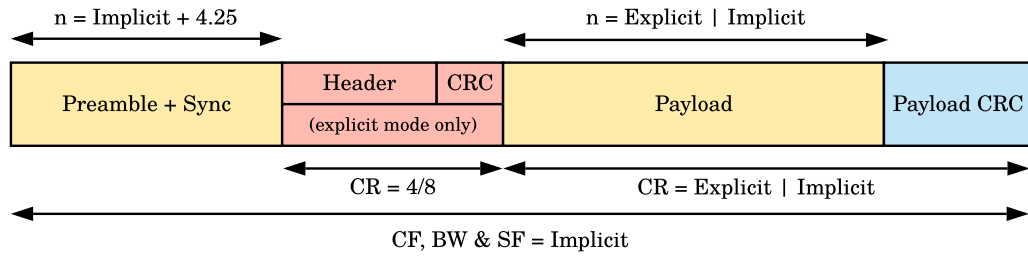 n = Implicit + 4.25
n = Explicit | Implicit
Preamble + Sync
Header
CRC
(explicit mode only)
Payload
Payload CRC
CR = 4/8
CR = Explicit | Implicit
CF, BW & SF = Implicit